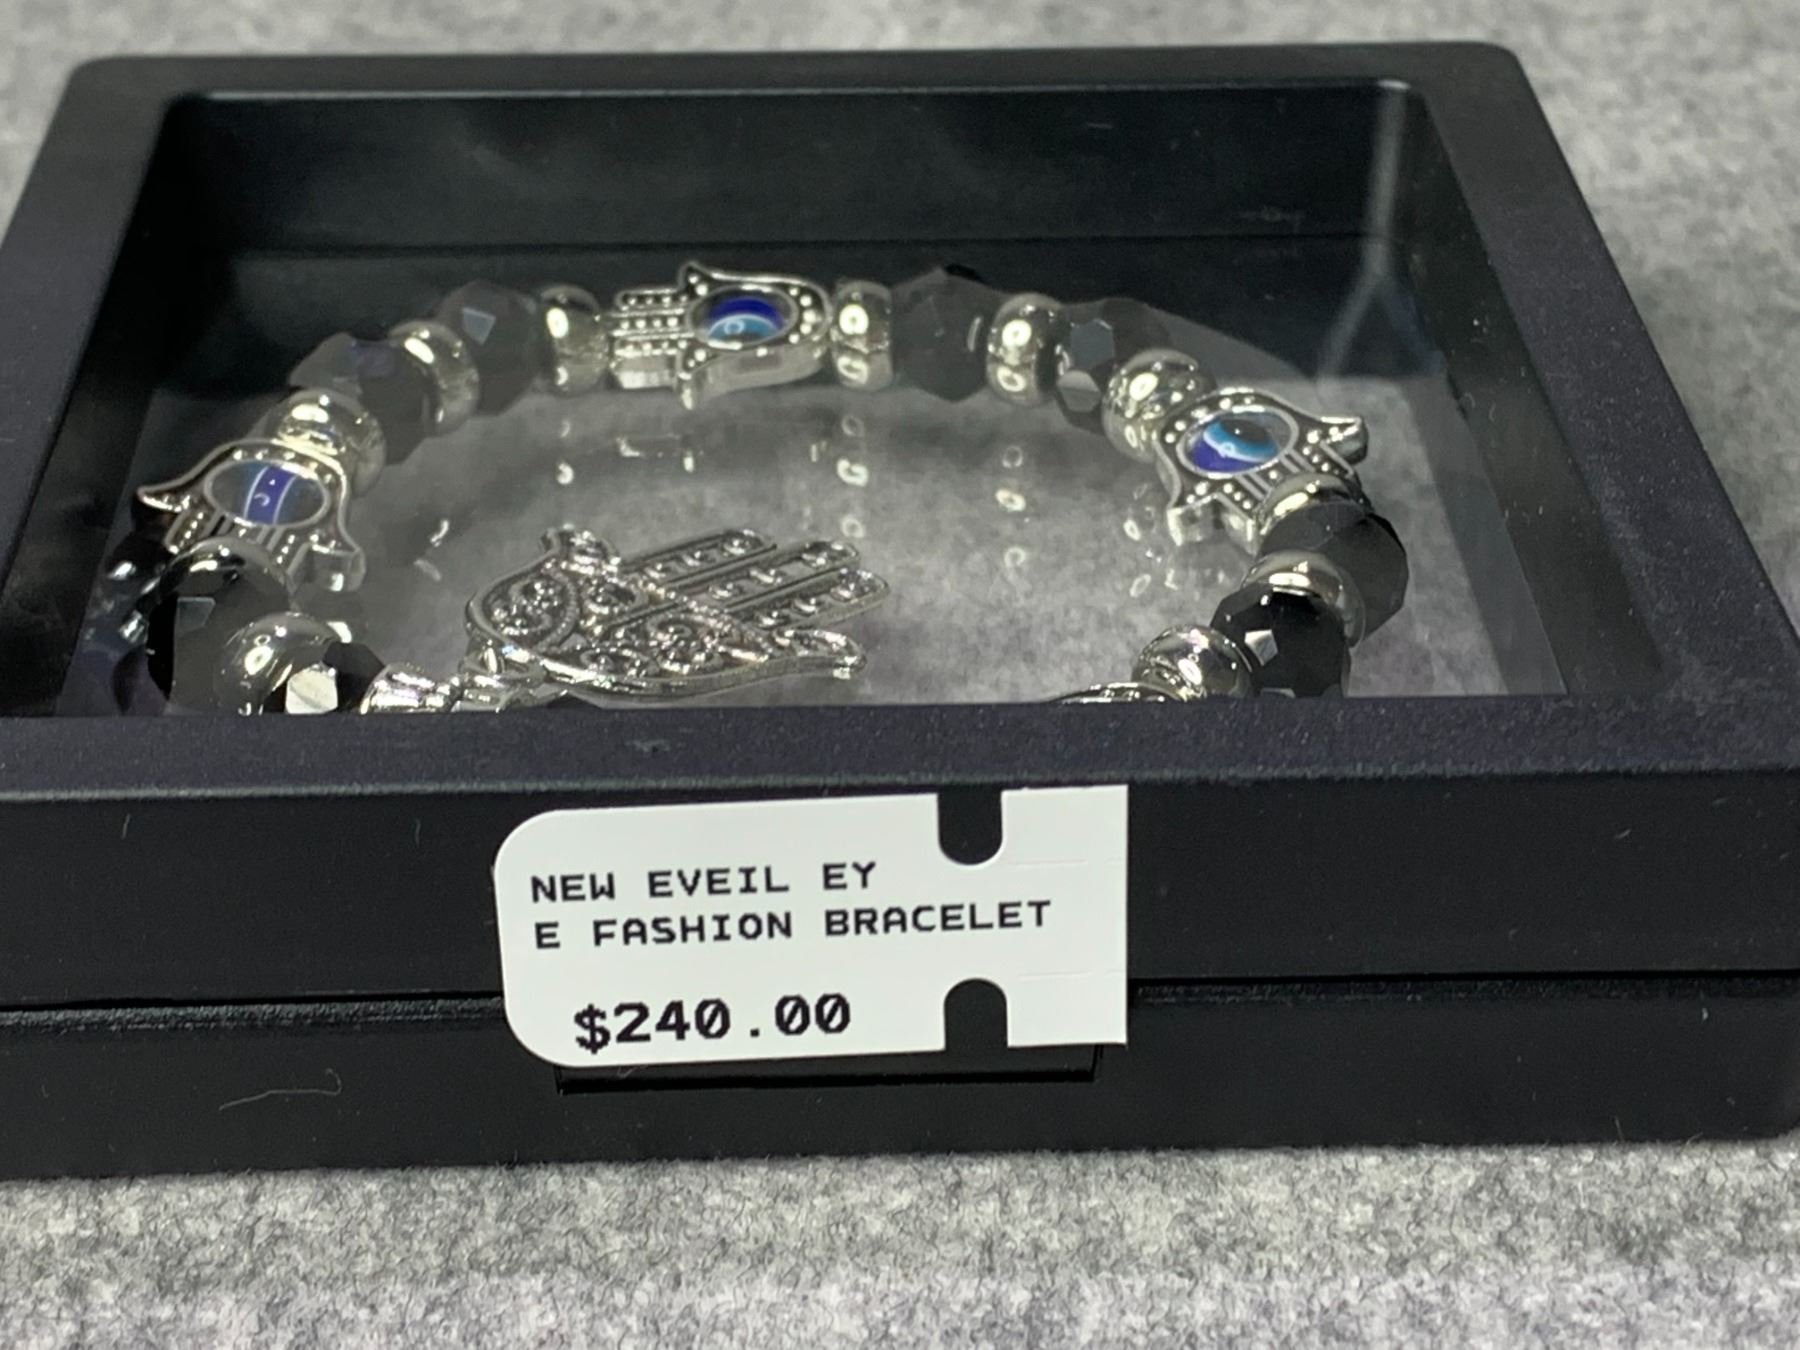 NEW EVEIL EY
E FASHION BRACELET
$240.00